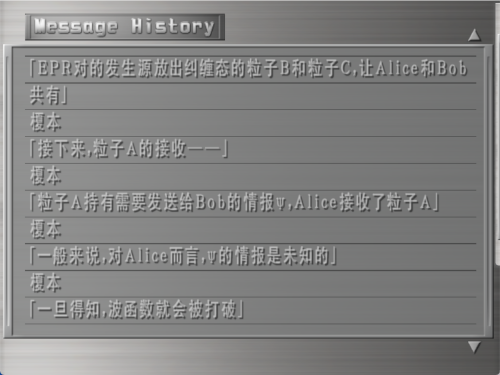 Message History
「EPR对的发生源放出纠缠态的粒子B和粒子C,让Alice和Bob
共有」
榎本
「接下来,粒子A的接收——」
榎本
「粒子A持有需要发送给Bob的情报ψ,Alice接收了粒子A」
榎本
「一般来说,对Alice而言,ψ的情报是未知的」
榎本
「一旦得知,波函数就会被打破」